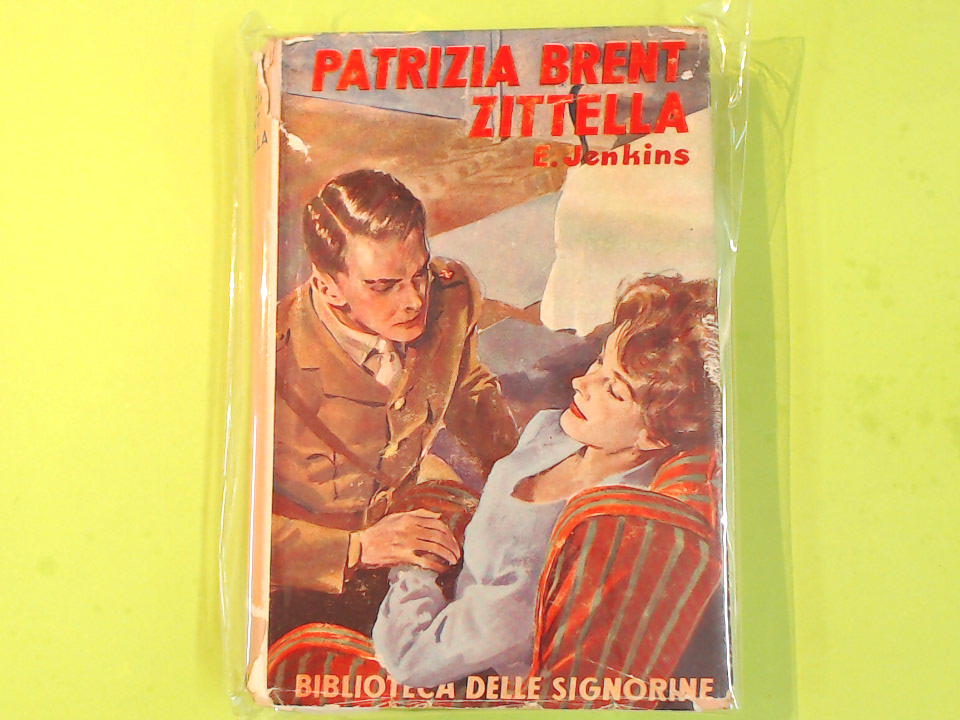 PATRIZIA BRENT
ZITTELLA
E. Jenkins
BIBLIOTECA DELLE SIGNORINE